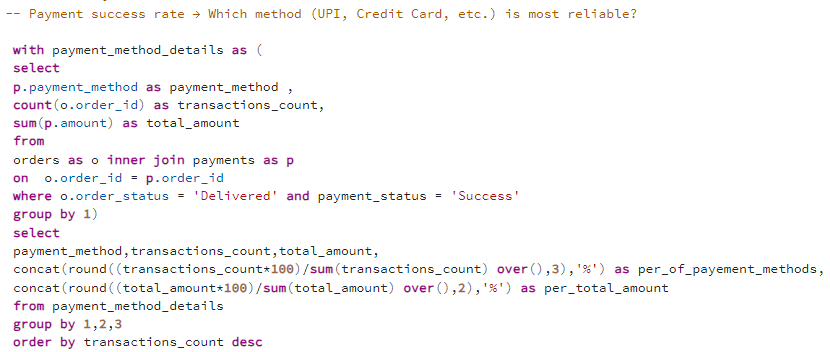 -- Payment success rate → Which method (UPI, Credit Card, etc.) is most reliable?
with payment_method_details as (
select
p.payment_method as payment_method ,
count(o.order_id) as transactions_count,
sum(p.amount) as total_amount
from
orders as o inner join payments as p
on  o.order_id = p.order_id
where o.order_status = 'Delivered' and payment_status = 'Success'
group by 1)
select
payment_method,transactions_count,total_amount,
concat(round((transactions_count*100)/sum(transactions_count) over(),3),'%') as per_of_payement_methods,
concat(round((total_amount*100)/sum(total_amount) over(),2),'%') as per_total_amount
from payment_method_details
group by 1,2,3
order by transactions_count desc